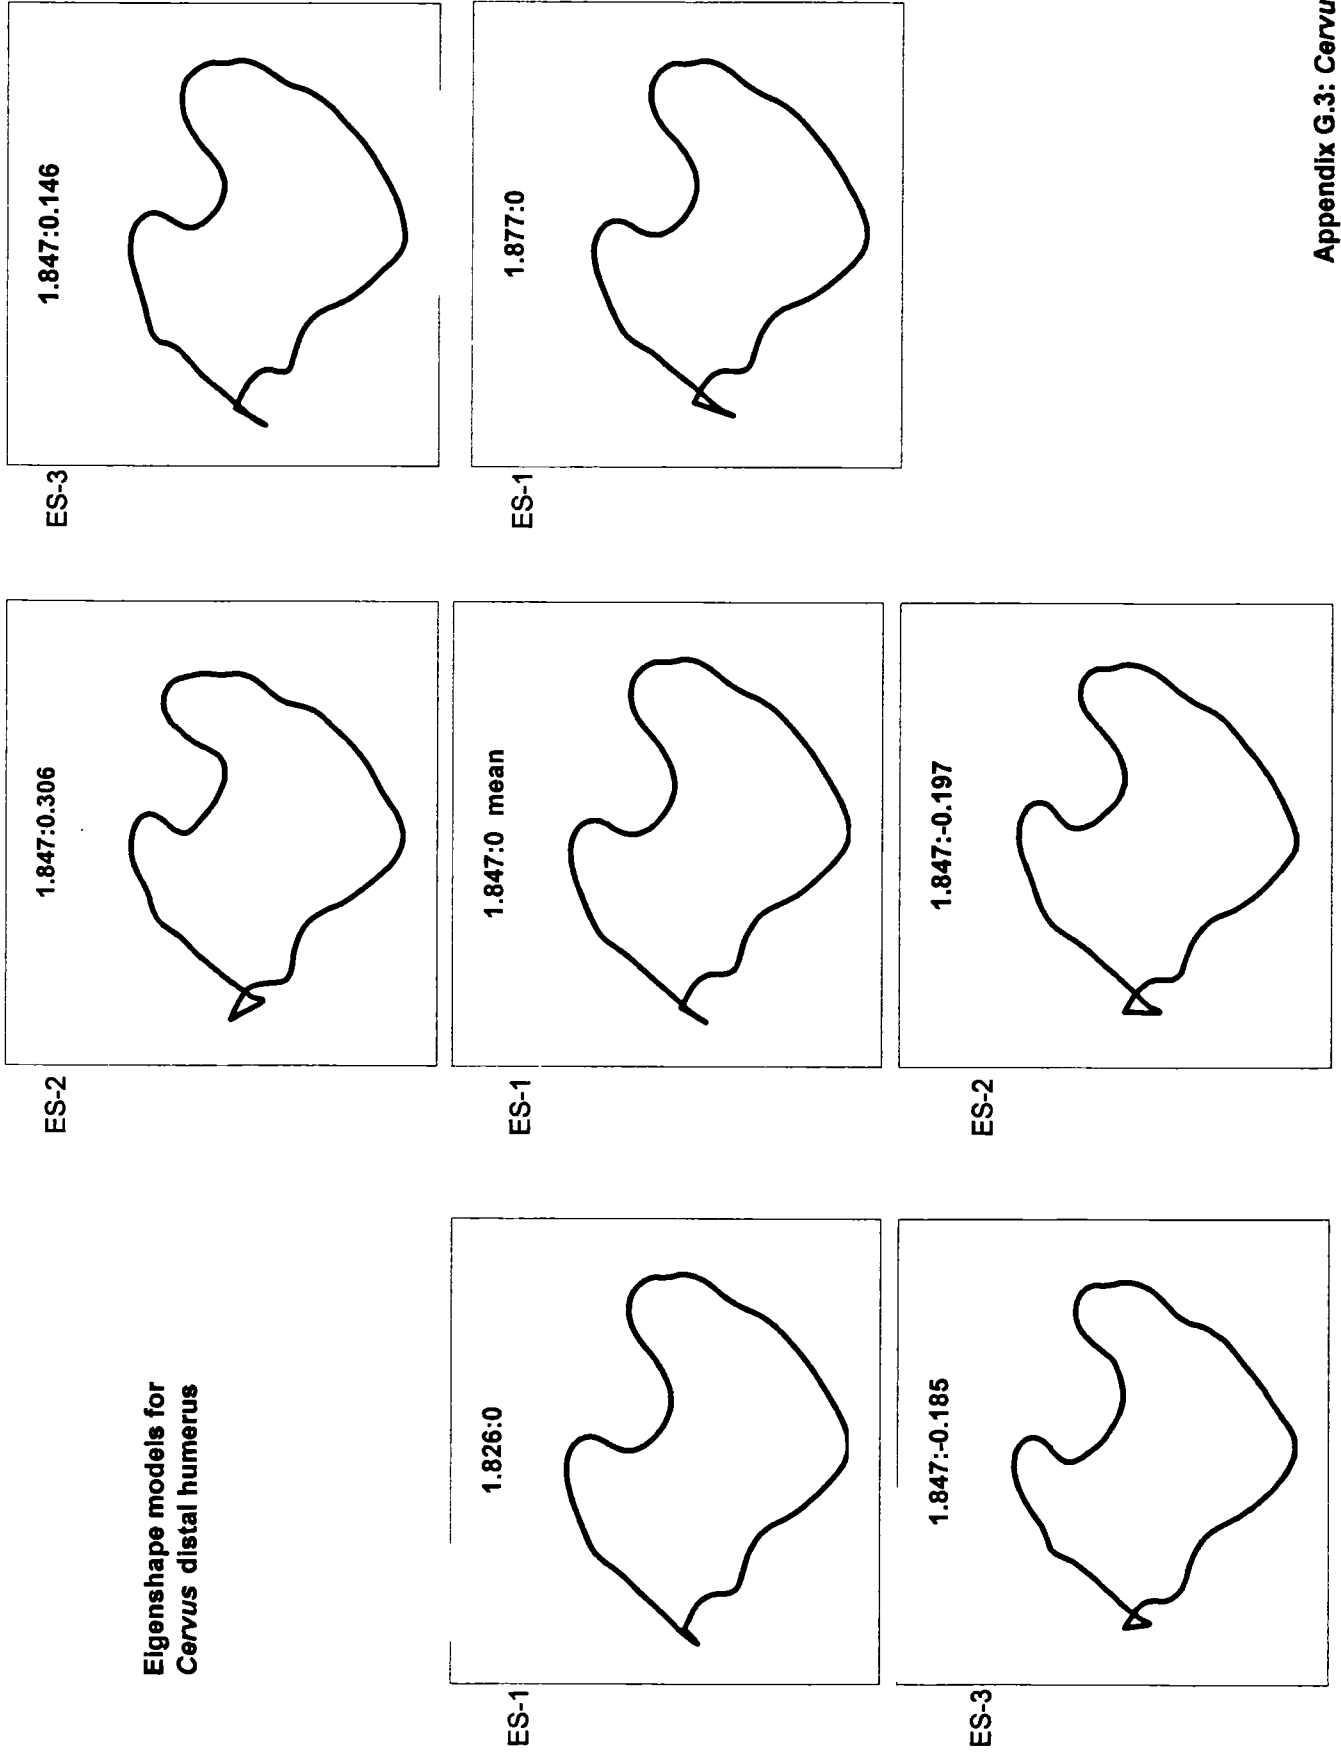 Eigenshape models for
Cervus distal humerus
ES-2
1.847:0.306
ES-3
1.847:0.146
ES-1
1.826:0
ES-1
1.847:0 mean
ES-1
1.877:0
ES-3
1.847:-0.185
ES-2
1.847:-0.197
Appendix G.3: Cervu